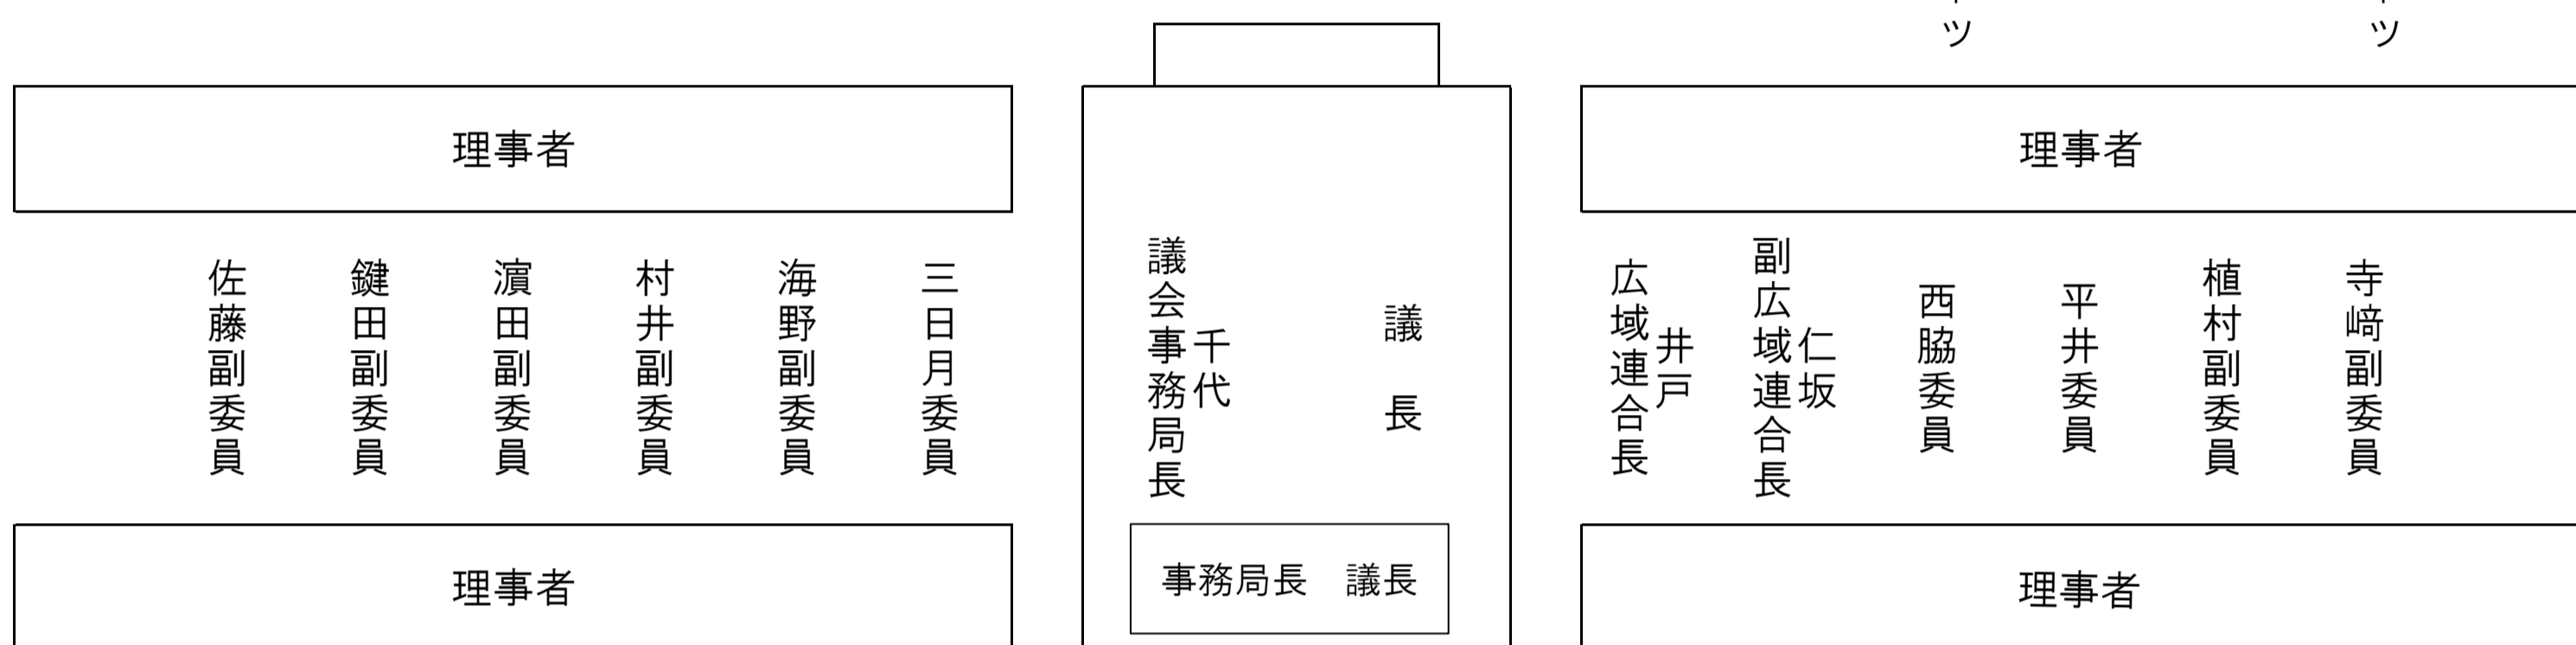 ツ
ツ
理事者
理事者
佐藤副委員
鍵田副委員
濵田副委員
村井副委員
海野副委員
三日月委員
千代
議会事務局長
議長
井戸
広域連合長
仁坂
副広域連合長
西脇委員
平井委員
植村副委員
寺﨑副委員
理事者
事務局長　議長
理事者